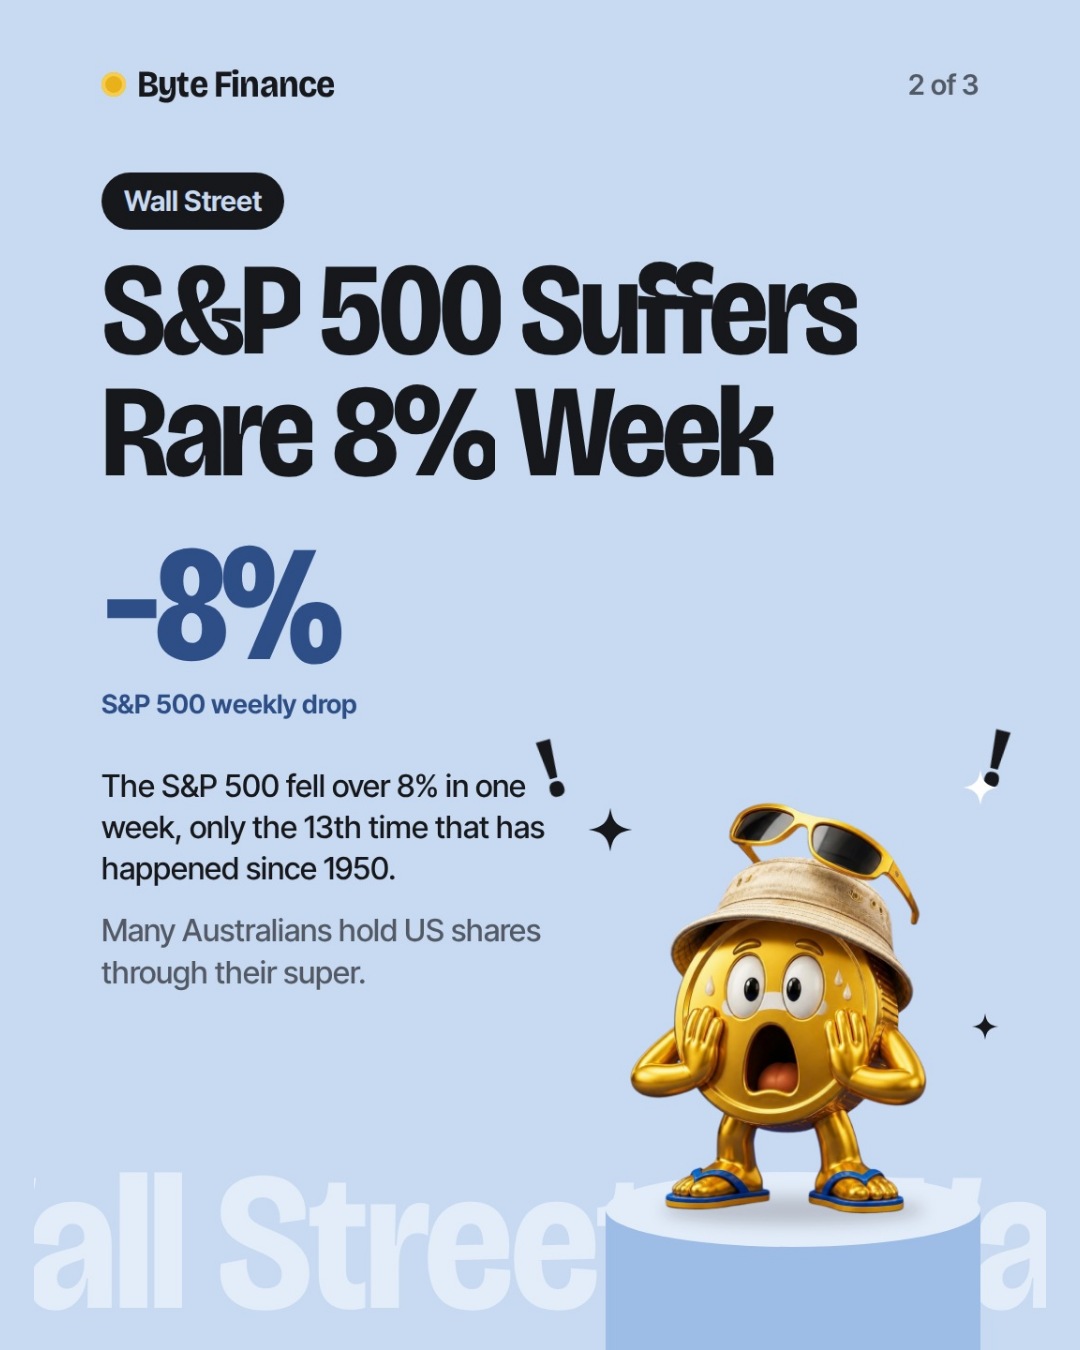 Byte Finance
2 of 3
Wall Street
S&P 500 Suffers
Rare 8% Week
-8%
S&P 500 weekly drop
The S&P 500 fell over 8% in one
week, only the 13th time that has
happened since 1950.
Many Australians hold US shares
through their super.
all Street